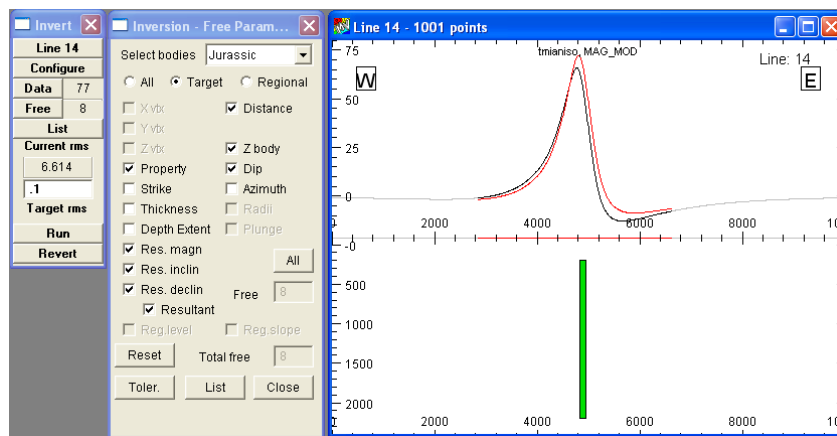 Invert
Line 14
Configure
Data 77
Free 8
List
Current rms
6.614
.1
Target rms
Run
Revert
Inversion - Free Param...
Select bodies Jurassic
All Target Regional
X vtx Distance
Y vtx
Z vtx Z body
Property Dip
Strike Azimuth
Thickness Radii
Depth Extent Plunge
Res. magn
All
Res. inclin
Res. declin Free 8
Resultant
Reg.level Reg.slope
Reset Total free 8
Toler. List Close
Line 14 - 1001 points
75
tmianiso_MAG_MOD
Line: 14
W
E
50
25
0
2000 4000 6000 8000
-0
500
1000
1500
2000
2000 4000 6000 8000